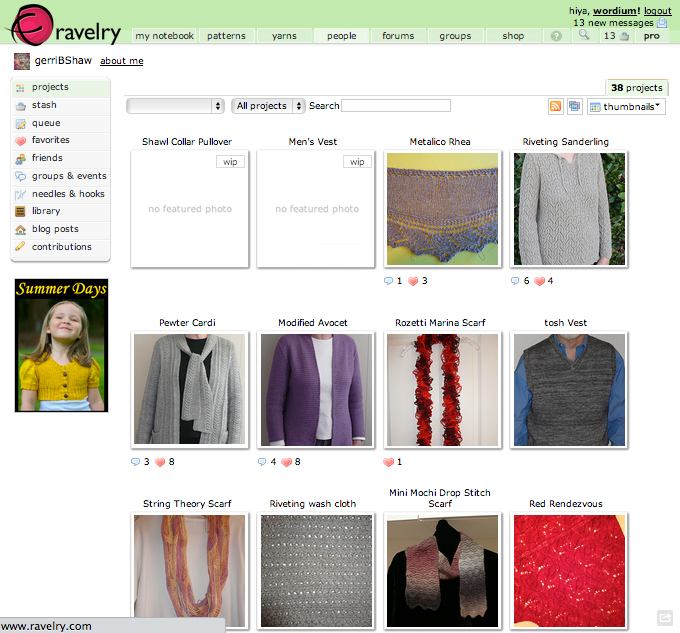 hiya, wordium! logout
13 new messages
ravelry
my notebook patterns yarns people forums groups shop ? 13 pro
gerriBShaw about me
projects
stash
queue
favorites
friends
groups & events
needles & hooks
library
blog posts
contributions
Summer Days
38 projects
All projects Search thumbnails
Shawl Collar Pullover Men's Vest Metalico Rhea Riveting Sanderling
wip wip
no featured photo no featured photo
1 3 6 4
Pewter Cardi Modified Avocet Rozetti Marina Scarf tosh Vest
3 8 4 8 1
String Theory Scarf Riveting wash cloth Mini Mochi Drop Stitch
Scarf Red Rendezvous
www.ravelry.com